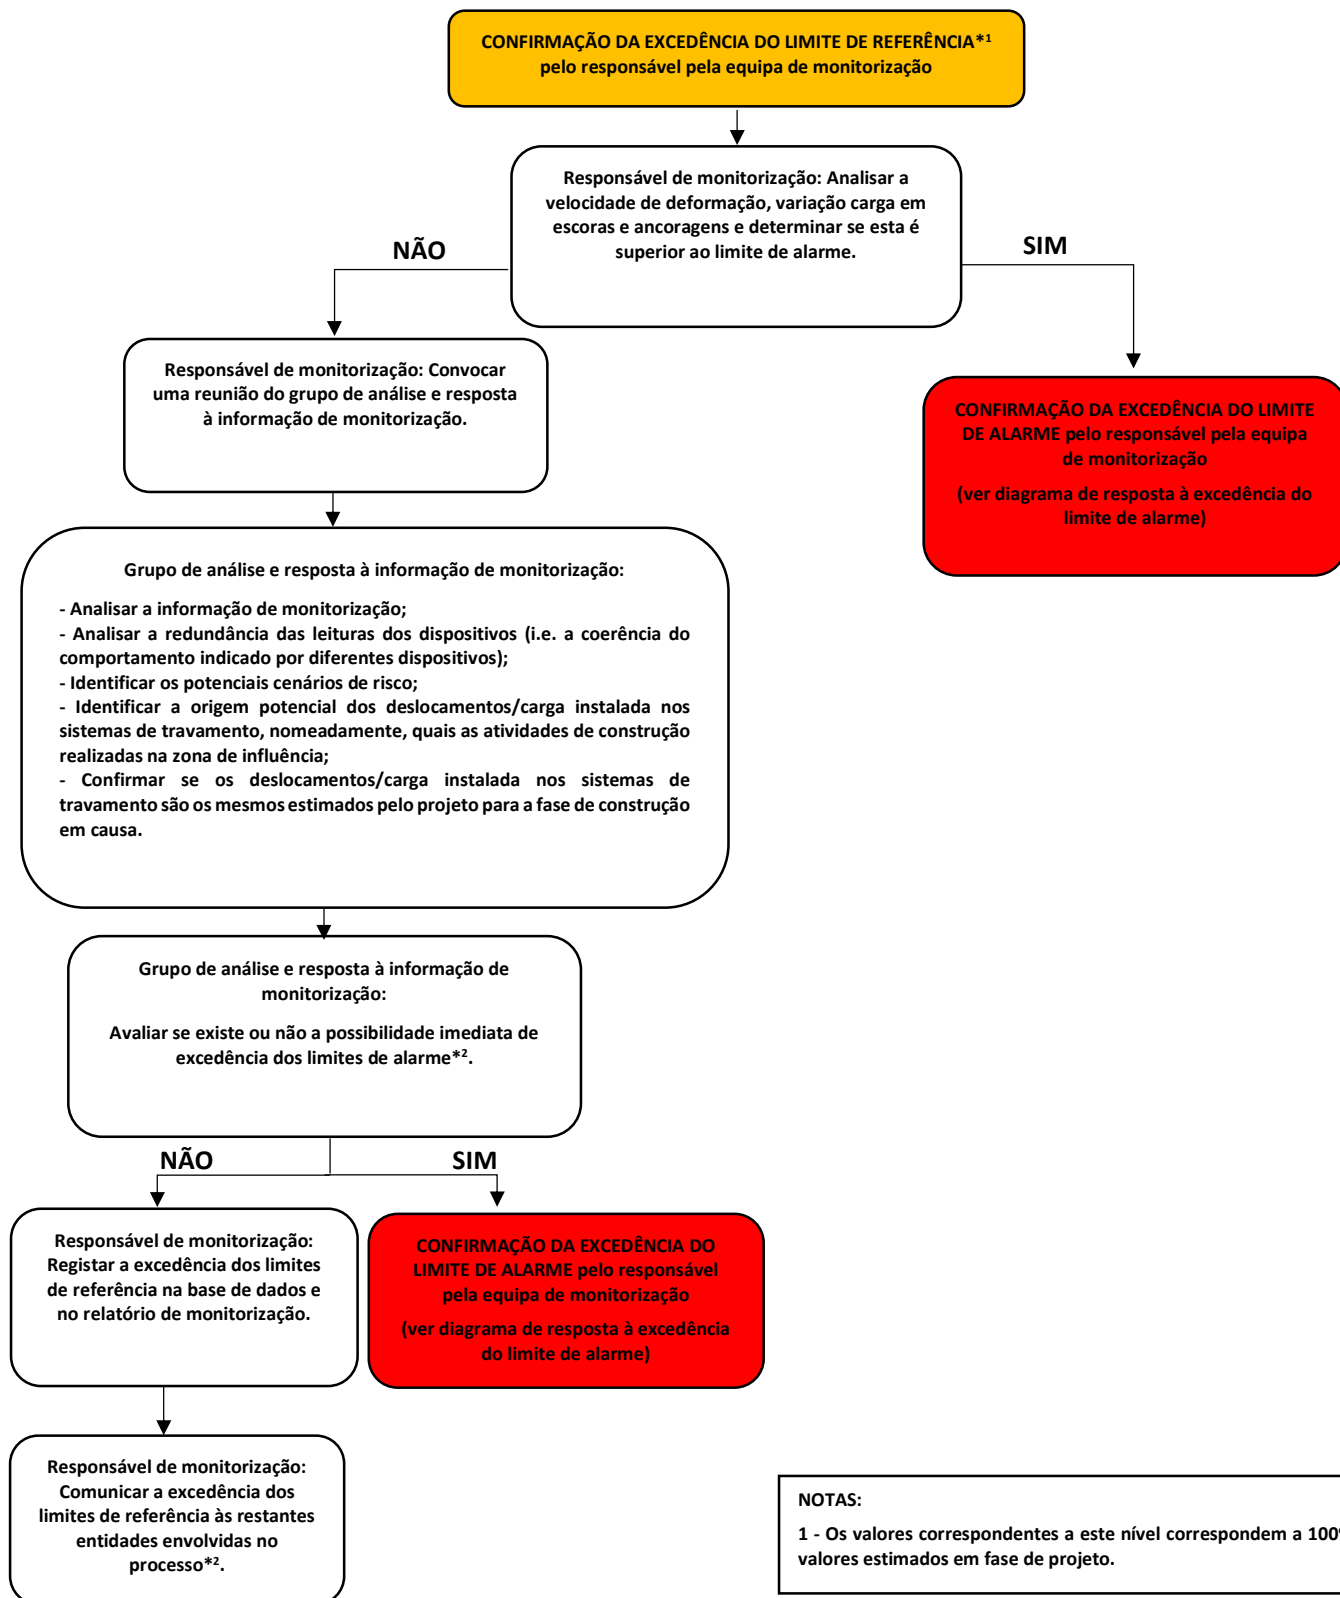 CONFIRMAÇÃO DA EXCEDÊNCIA DO LIMITE DE REFERÊNCIA*1
pelo responsável pela equipa de monitorização
Responsável de monitorização: Analisar a
velocidade de deformação, variação carga em
escoras e ancoragens e determinar se esta é
superior ao limite de alarme.
NÃO
SIM
Responsável de monitorização: Convocar
uma reunião do grupo de análise e resposta
à informação de monitorização.
CONFIRMAÇÃO DA EXCEDÊNCIA DO LIMITE
DE ALARME pelo responsável pela equipa
de monitorização
(ver diagrama de resposta à excedência do
limite de alarme)
Grupo de análise e resposta à informação de monitorização:
- Analisar a informação de monitorização;
- Analisar a redundância das leituras dos dispositivos (i.e. a coerência do
comportamento indicado por diferentes dispositivos);
- Identificar os potenciais cenários de risco;
- Identificar a origem potencial dos deslocamentos/carga instalada nos
sistemas de travamento, nomeadamente, quais as atividades de construção
realizadas na zona de influência;
- Confirmar se os deslocamentos/carga instalada nos sistemas de
travamento são os mesmos estimados pelo projeto para a fase de construção
em causa.
Grupo de análise e resposta à informação de
monitorização:
Avaliar se existe ou não a possibilidade imediata de
excedência dos limites de alarme*2.
NÃO
SIM
Responsável de monitorização:
Registar a excedência dos limites
de referência na base de dados e
no relatório de monitorização.
CONFIRMAÇÃO DA EXCEDÊNCIA DO
LIMITE DE ALARME pelo responsável
pela equipa de monitorização
(ver diagrama de resposta à excedência
do limite de alarme)
Responsável de monitorização:
Comunicar a excedência dos
limites de referência às restantes
entidades envolvidas no
processo*2.
NOTAS:
1 - Os valores correspondentes a este nível correspondem a 100
valores estimados em fase de projeto.